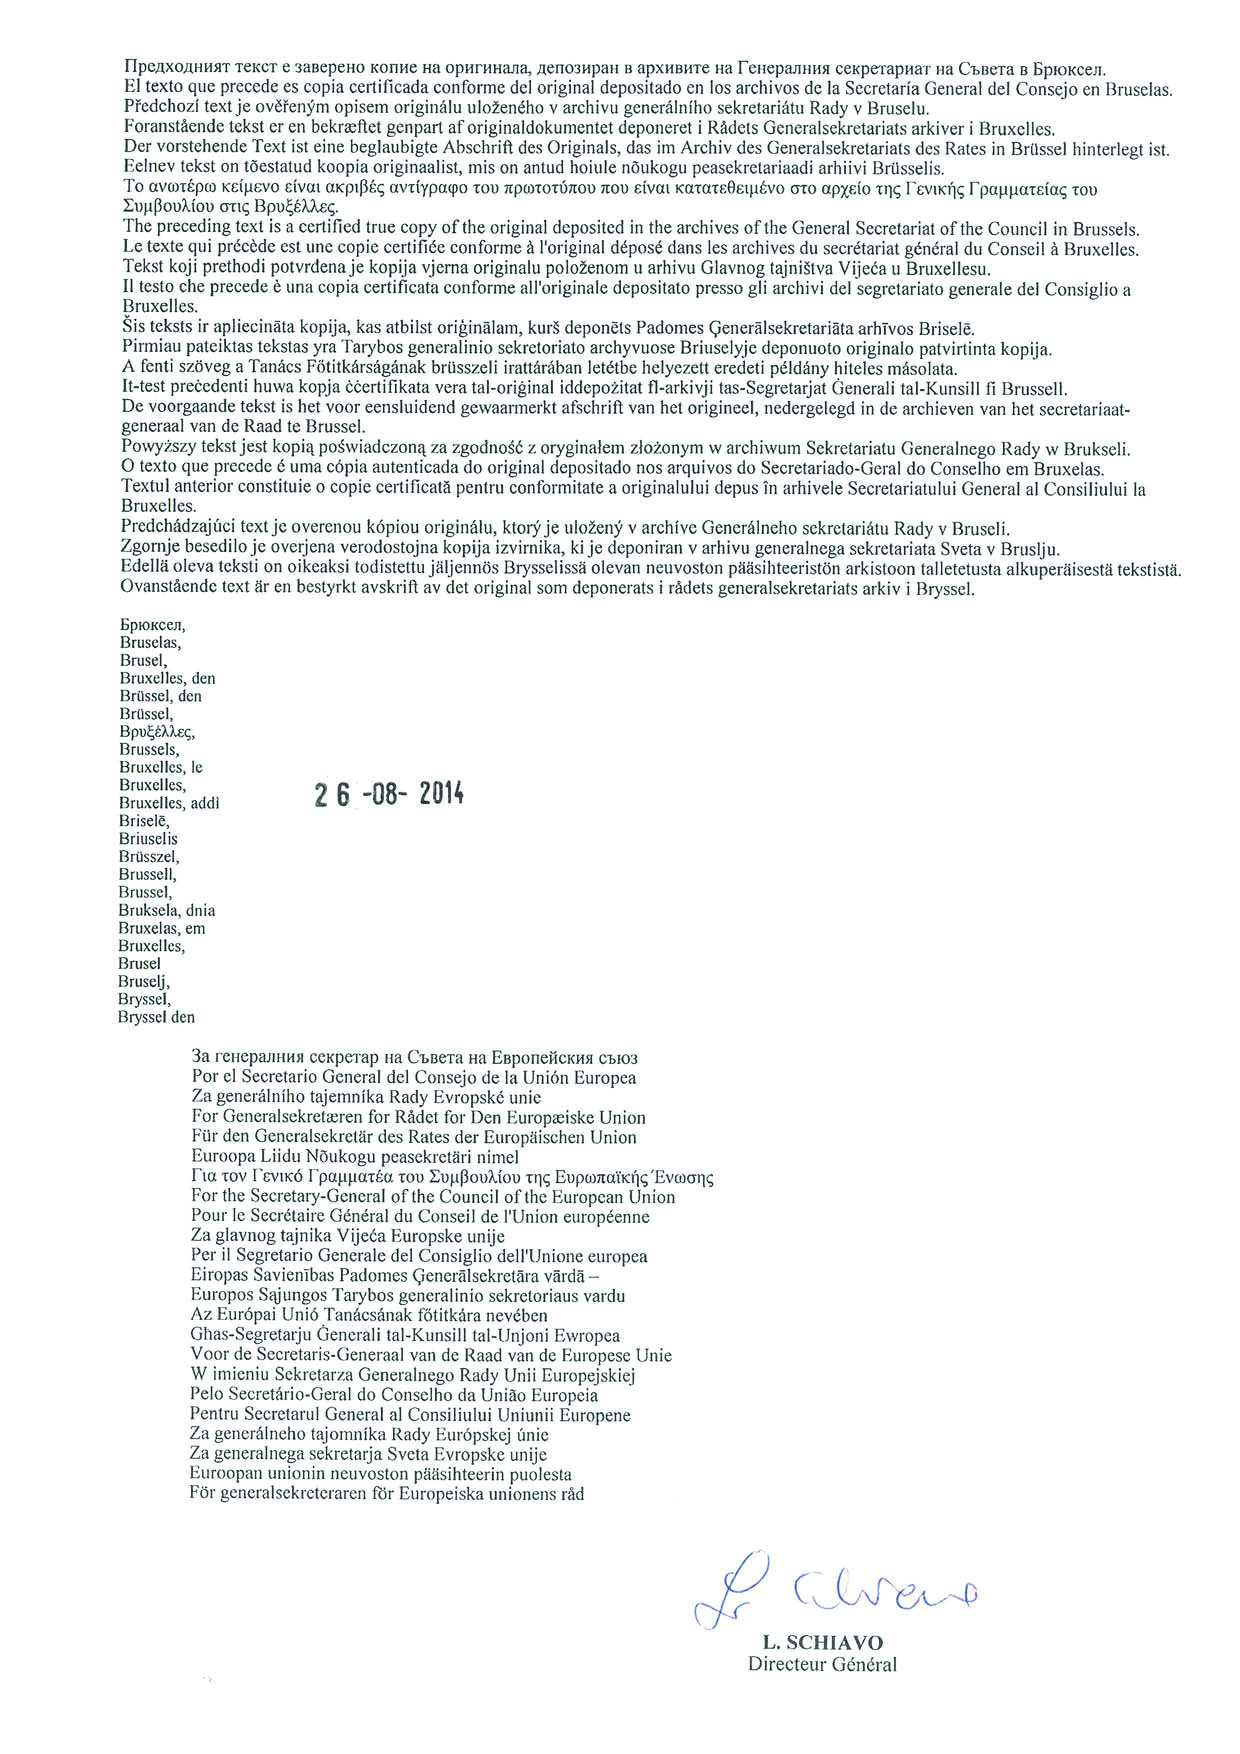 Предходният текст е заверено копие на оригинала, депозиран в архивите на Генералния секретариат на Съвета в Брюксел.
El texto que precede es copia certificada conforme del original depositado en los archivos de la Secretaría General del Consejo en Bruselas.
Předchozí text je ověřeným opisem originálu uloženého v archivu generálního sekretariátu Rady v Bruselu.
Foranstående tekst er en bekræftet genpart af originaldokumentet deponeret i Rådets Generalsekretariats arkiver i Bruxelles.
Der vorstehende Text ist eine beglaubigte Abschrift des Originals, das im Archiv des Generalsekretariats des Rates in Brüssel hinterlegt ist.
Eelnev tekst on tõestatud koopia originaalist, mis on antud hoiule nõukogu peasekretariaadi arhiivi Brüsselis.
Το ανωτέρω κείμενο είναι ακριβές αντίγραφο του πρωτοτύπου που είναι κατατεθειμένο στο αρχείο της Γενικής Γραμματείας του
Συμβουλίου στις Βρυξέλλες.
The preceding text is a certified true copy of the original deposited in the archives of the General Secretariat of the Council in Brussels.
Le texte qui précède est une copie certifiée conforme à l'original déposé dans les archives du secrétariat général du Conseil à Bruxelles.
Tekst koji prethodi potvrđena je kopija vjerna originalu položenom u arhivu Glavnog tajništva Vijeća u Bruxellesu.
Il testo che precede è una copia certificata conforme all'originale depositato presso gli archivi del segretariato generale del Consiglio a
Bruxelles.
Šis teksts ir apliecināta kopija, kas atbilst oriģinālam, kurš deponēts Padomes Ģenerālsekretariāta arhīvos Briselē.
Pirmiau pateiktas tekstas yra Tarybos generalinio sekretoriato archyvuose Briuselyje deponuoto originalo patvirtinta kopija.
A fenti szöveg a Tanács Főtitkárságának brüsszeli irattárában letétbe helyezett eredeti példány hiteles másolata.
It-test preċedenti huwa kopja ċċertifikata vera tal-oriġinal iddepożitat fl-arkivji tas-Segretarjat Ġenerali tal-Kunsill fi Brussell.
De voorgaande tekst is het voor eensluidend gewaarmerkt afschrift van het origineel, nedergelegd in de archieven van het secretariaat-
generaal van de Raad te Brussel.
Powyższy tekst jest kopią poświadczoną za zgodność z oryginałem złożonym w archiwum Sekretariatu Generalnego Rady w Brukseli.
O texto que precede é uma cópia autenticada do original depositado nos arquivos do Secretariado-Geral do Conselho em Bruxelas.
Textul anterior constituie o copie certificată pentru conformitate a originalului depus în arhivele Secretariatului General al Consiliului la
Bruxelles.
Predchádzajúci text je overenou kópiou originálu, ktorý je uložený v archíve Generálneho sekretariátu Rady v Bruseli.
Zgornje besedilo je overjena verodostojna kopija izvirnika, ki je deponiran v arhivu generalnega sekretariata Sveta v Bruslju.
Edellä oleva teksti on oikeaksi todistettu jäljennös Brysselissä olevan neuvoston pääsihteeristön arkistoon talletetusta alkuperäisestä tekstistä.
Ovanstående text är en bestyrkt avskrift av det original som deponerats i rådets generalsekretariats arkiv i Bryssel.
Брюксел,
Bruselas,
Brusel,
Bruxelles, den
Brüssel, den
Brüssel,
Βρυξέλλες,
Brussels,
Bruxelles, le
Bruxelles,
Bruxelles, addì
Briselē,
Briuselis
Brüsszel,
Brussell,
Brussel,
Bruksela, dnia
Bruxelas, em
Bruxelles,
Brusel
Bruselj,
Bryssel,
Bryssel den
26 -08- 2014
За генералния секретар на Съвета на Европейския съюз
Por el Secretario General del Consejo de la Unión Europea
Za generálního tajemníka Rady Evropské unie
For Generalsekretæren for Rådet for Den Europæiske Union
Für den Generalsekretär des Rates der Europäischen Union
Euroopa Liidu Nõukogu peasekretäri nimel
Για τον Γενικό Γραμματέα του Συμβουλίου της Ευρωπαϊκής Ένωσης
For the Secretary-General of the Council of the European Union
Pour le Secrétaire Général du Conseil de l'Union européenne
Za glavnog tajnika Vijeća Europske unije
Per il Segretario Generale del Consiglio dell'Unione europea
Eiropas Savienības Padomes Ģenerālsekretāra vārdā –
Europos Sąjungos Tarybos generalinio sekretoriaus vardu
Az Európai Unió Tanácsának főtitkára nevében
Għas-Segretarju Ġenerali tal-Kunsill tal-Unjoni Ewropea
Voor de Secretaris-Generaal van de Raad van de Europese Unie
W imieniu Sekretarza Generalnego Rady Unii Europejskiej
Pelo Secretário-Geral do Conselho da União Europeia
Pentru Secretarul General al Consiliului Uniunii Europene
Za generálneho tajomníka Rady Európskej únie
Za generalnega sekretarja Sveta Evropske unije
Euroopan unionin neuvoston pääsihteerin puolesta
För generalsekreteraren för Europeiska unionens råd
L. SCHIAVO
Directeur Général